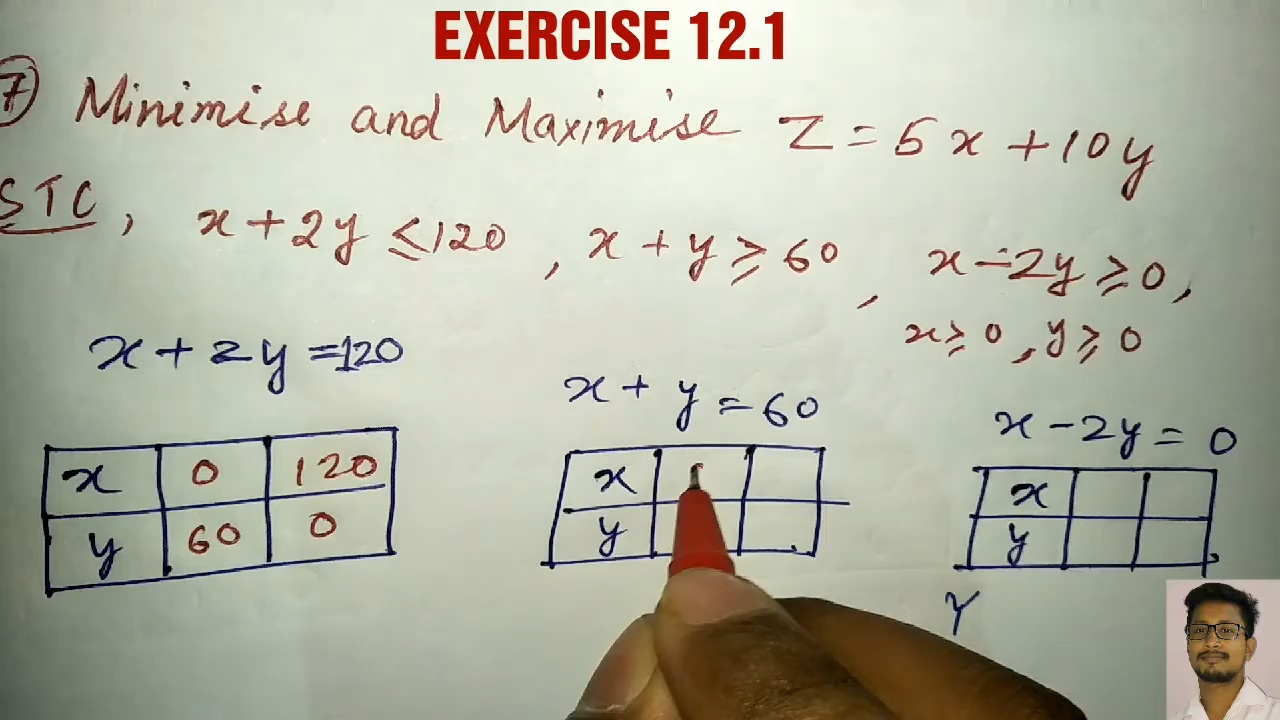 EXERCISE 12.1
7 Minimise and Maximise Z = 5x + 10y
STC, x + 2y ≤ 120, x + y ≥ 60, x - 2y ≥ 0,
x ≥ 0, y ≥ 0
x + 2y = 120
x 0 120
y 60 0
x + y = 60
x
y
x - 2y = 0
x
y
Y